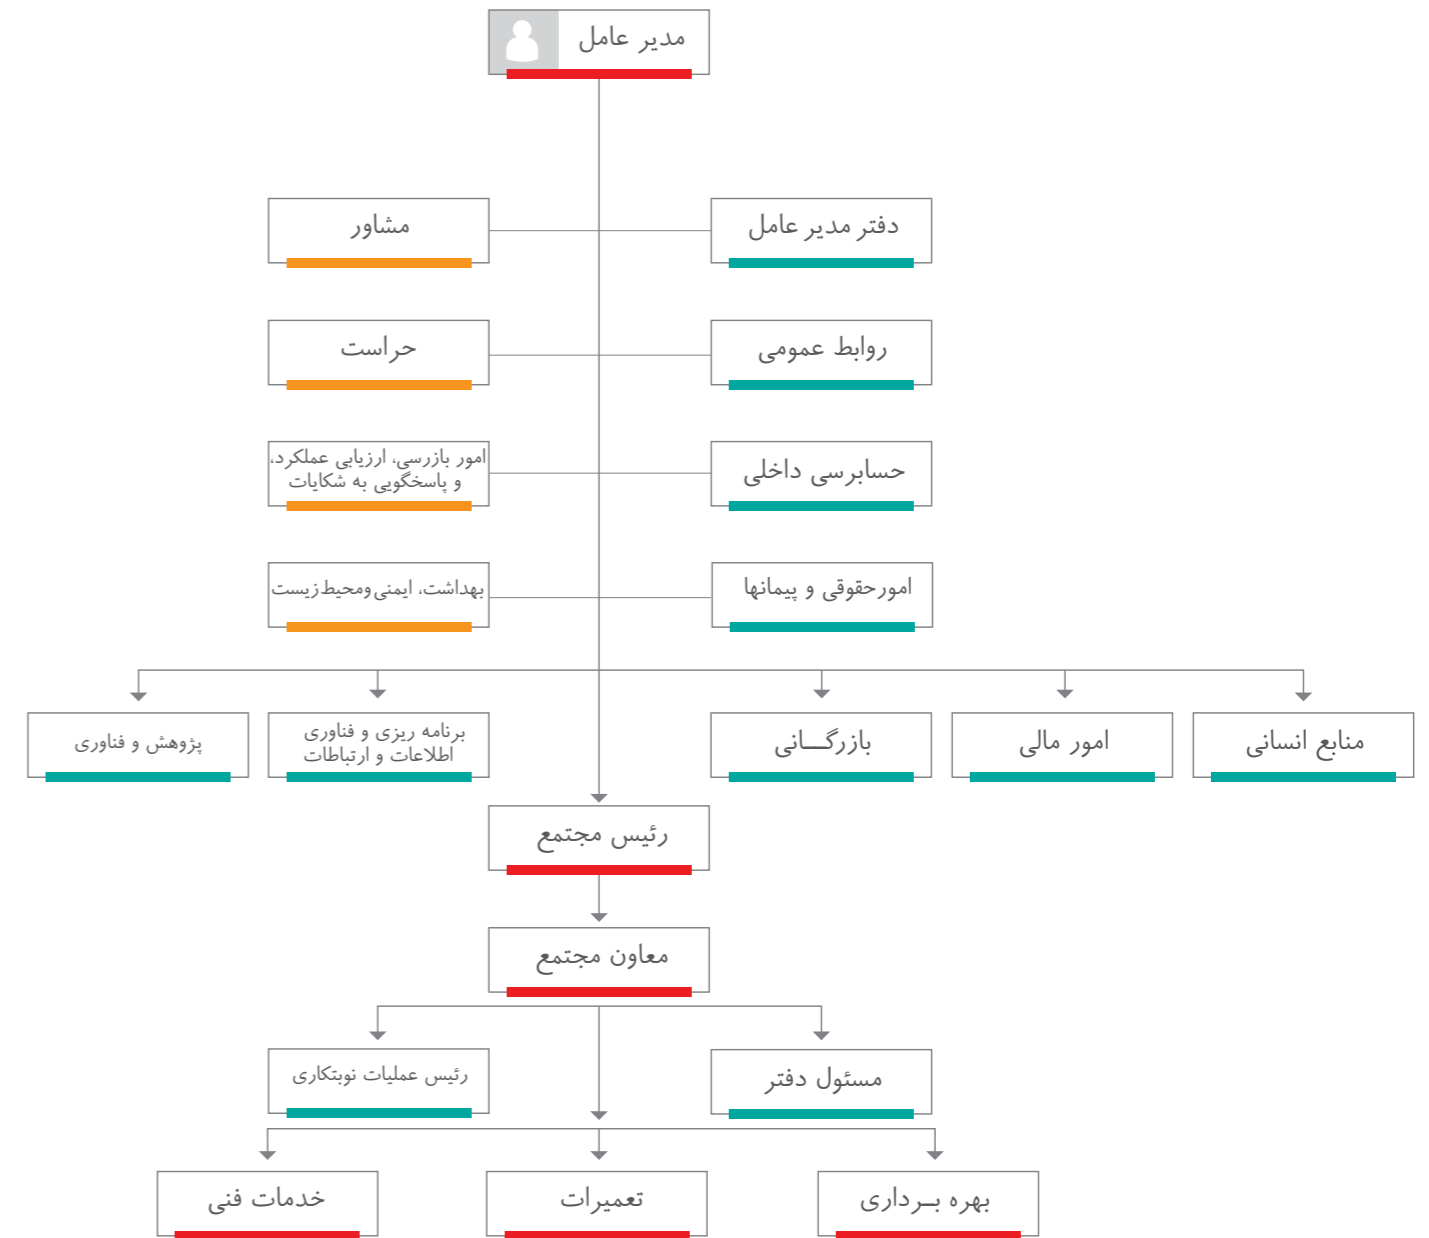 مدیر عامل
دفتر مدیر عامل
مشاور
روابط عمومی
حراست
حسابرسی داخلی
امور بازرسی، ارزیابی عملکرد،
و پاسخگویی به شکایات
امورحقوقی و پیمانها
بهداشت، ایمنی ومحیط زیست
منابع انسانی
امور مالی
بازرگــانی
برنامه ریزی و فناوری
اطلاعات و ارتباطات
پژوهش و فناوری
رئیس مجتمع
معاون مجتمع
مسئول دفتر
رئیس عملیات نوبتکاری
بهره بـرداری
تعمیرات
خدمات فنی